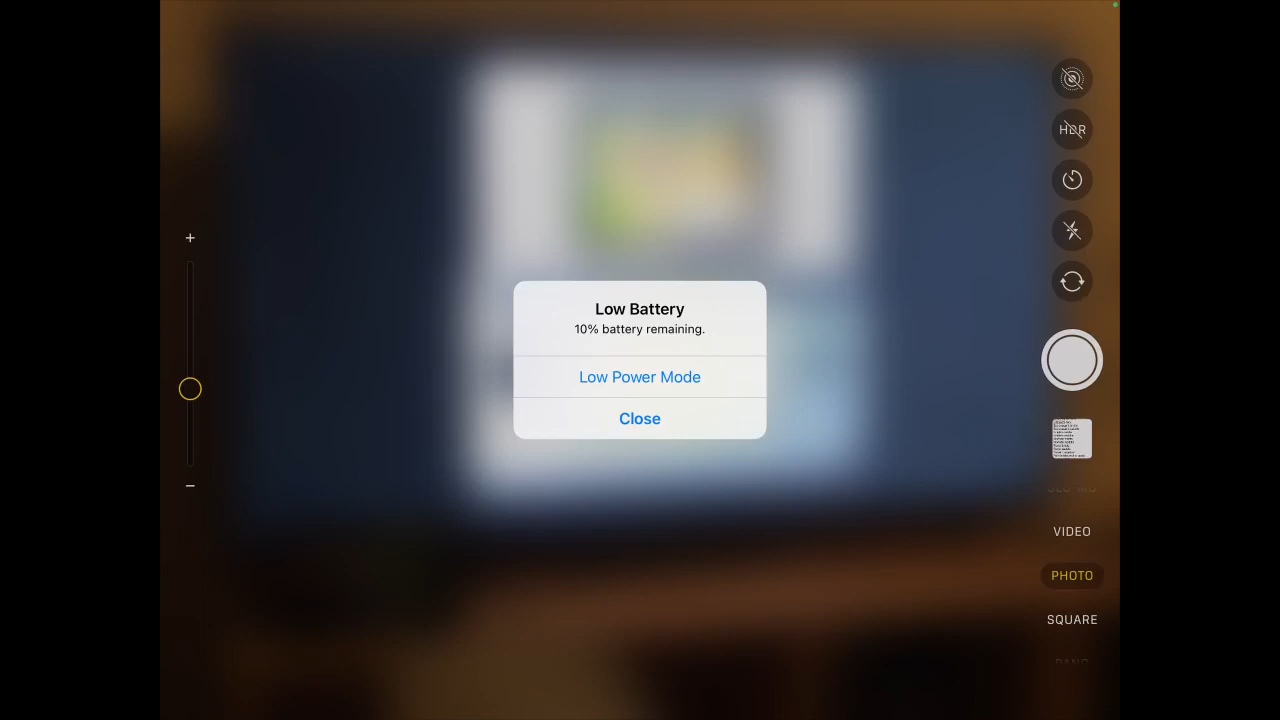 Low Battery
10% battery remaining.
Low Power Mode
Close
HDR
VIDEO
PHOTO
SQUARE